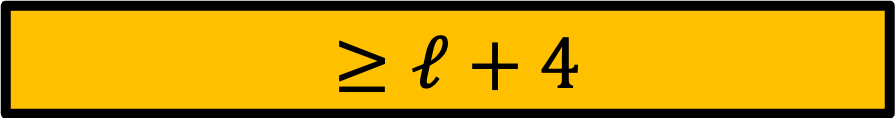 ≥ ℓ + 4